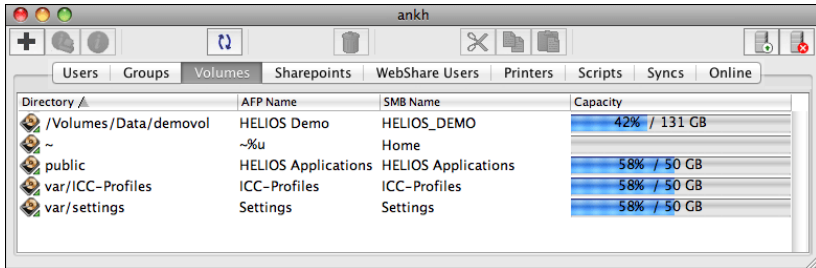 ankh
Users Groups Volumes Sharepoints WebShare Users Printers Scripts Syncs Online
Directory AFP Name SMB Name Capacity
/Volumes/Data/demovol HELIOS Demo HELIOS_DEMO 42% / 131 GB
~ ~%u Home
public HELIOS Applications HELIOS Applications 58% / 50 GB
var/ICC-Profiles ICC-Profiles ICC-Profiles 58% / 50 GB
var/settings Settings Settings 58% / 50 GB